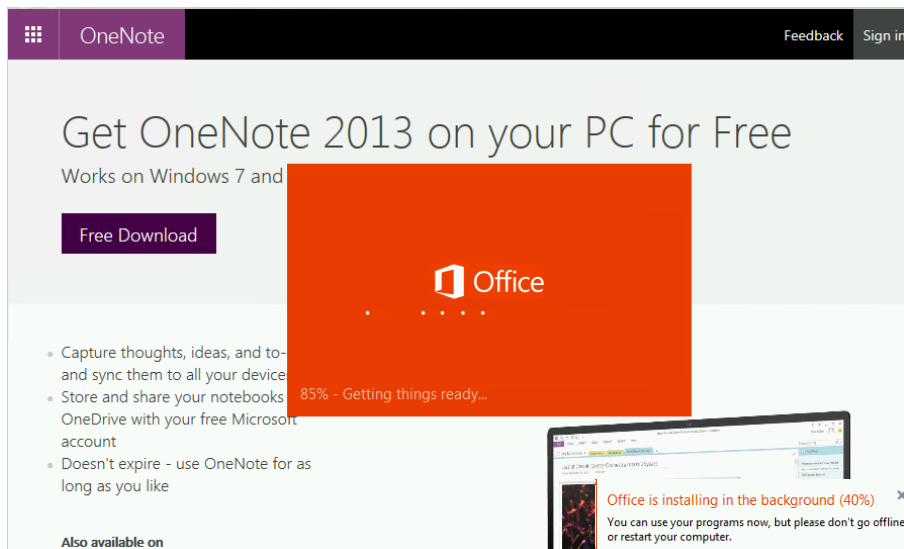 OneNote
Feedback
Sign in
Get OneNote 2013 on your PC for Free
Works on Windows 7 and
Free Download
Office
85% - Getting things ready...
Capture thoughts, ideas, and to-
and sync them to all your device
Store and share your notebooks
OneDrive with your free Microsoft
account
Doesn't expire - use OneNote for as
long as you like
Also available on
Office is installing in the background (40%)
You can use your programs now, but please don't go offline
or restart your computer.